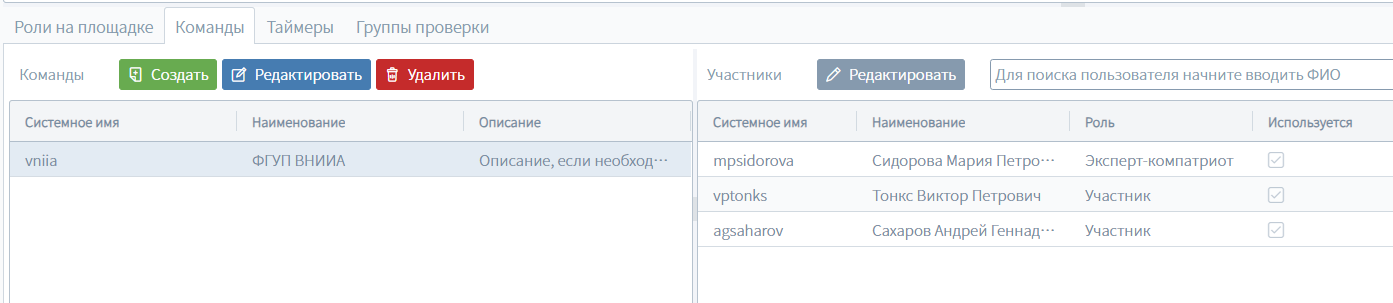 Роли на площадке Команды Таймеры Группы проверки
Команды Создать Редактировать Удалить Участники Редактировать Для поиска пользователя начните вводить ФИО
Системное имя Наименование Описание Системное имя Наименование Роль Используется
vniia ФГУП ВНИИА Описание, если необход··· mpsidorova Сидорова Мария Петро··· Эксперт-компатриот
vptonks Тонкс Виктор Петрович Участник
agsaharov Сахаров Андрей Геннад··· Участник